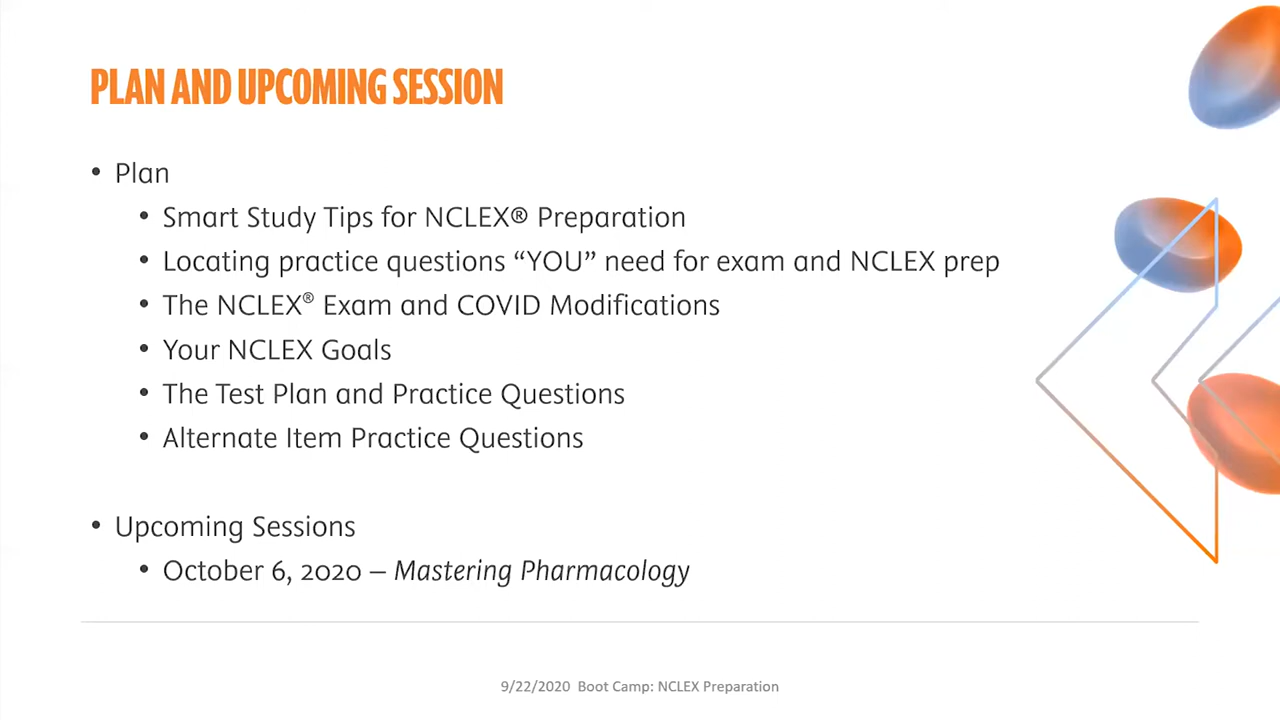 PLAN AND UPCOMING SESSION
• Plan
• Smart Study Tips for NCLEX® Preparation
• Locating practice questions “YOU” need for exam and NCLEX prep
• The NCLEX® Exam and COVID Modifications
• Your NCLEX Goals
• The Test Plan and Practice Questions
• Alternate Item Practice Questions
• Upcoming Sessions
• October 6, 2020 – Mastering Pharmacology
9/22/2020 Boot Camp: NCLEX Preparation